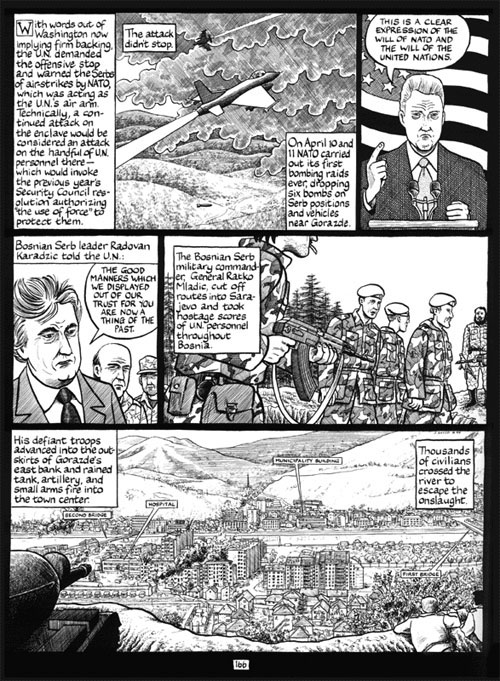 With words out of
Washington now
implying firm backing,
the U.N. demanded
the offensive stop
and warned the Serbs
of air-strikes by NATO,
which was acting as
the U.N.'s air arm.
Technically, a con-
tinued attack on
the enclave would be
considered an attack
on the handful of U.N.
personnel there—
which would invoke
the previous year's
Security Council res-
olution authorizing
"the use of force" to
protect them.
The attack
didn't stop.
On April 10 and
11 NATO carried
out its first
bombing raids
ever, dropping
six bombs on
Serb positions
and vehicles
near Gorazde.
THIS IS A CLEAR
EXPRESSION OF THE
WILL OF NATO AND
THE WILL OF THE
UNITED NATIONS.
Bosnian Serb leader Radovan
Karadzic told the U.N.:
THE GOOD
MANNERS WHICH
WE DISPLAYED
OUT OF OUR
TRUST FOR YOU
ARE NOW A
THING OF THE
PAST.
The Bosnian Serb
military command-
er, General Ratko
Mladic, cut off
routes into Sara-
jevo and took
hostage scores
of U.N. personnel
throughout
Bosnia.
His defiant troops
advanced into the out-
skirts of Gorazde's
east bank and rained
tank, artillery, and
small arms fire into
the town center.
SECOND BRIDGE
HOSPITAL
MUNICIPALITY BUILDING
Thousands
of civilians
crossed the
river to
escape the
onslaught.
FIRST BRIDGE
166